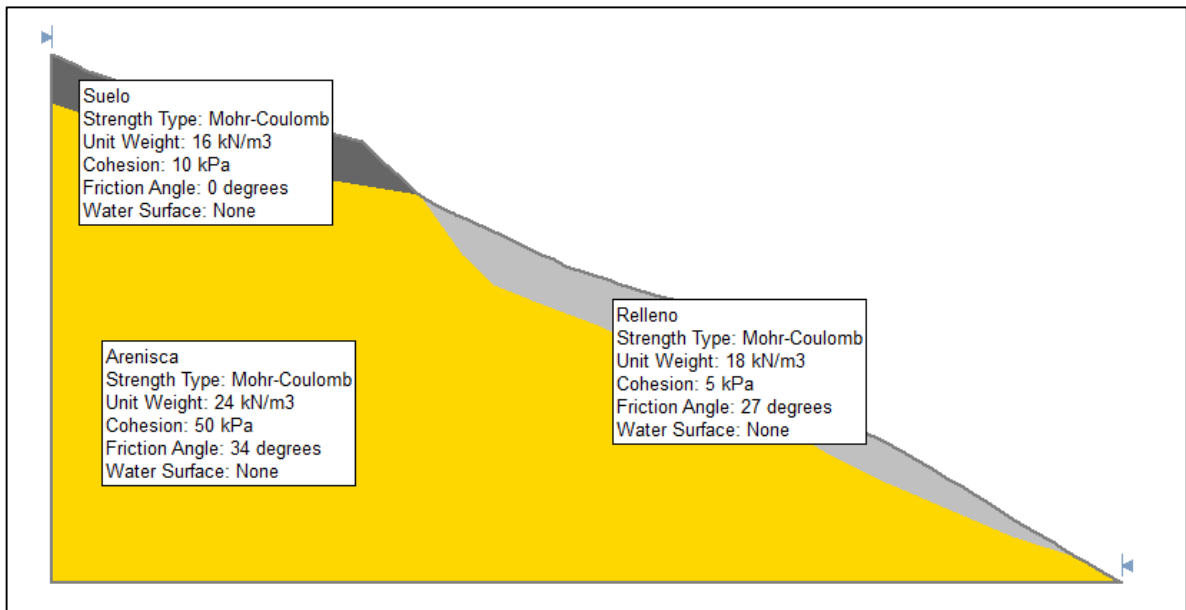 Suelo
Strength Type: Mohr-Coulomb
Unit Weight: 16 kN/m3
Cohesion: 10 kPa
Friction Angle: 0 degrees
Water Surface: None
Relleno
Strength Type: Mohr-Coulomb
Unit Weight: 18 kN/m3
Cohesion: 5 kPa
Friction Angle: 27 degrees
Water Surface: None
Arenisca
Strength Type: Mohr-Coulomb
Unit Weight: 24 kN/m3
Cohesion: 50 kPa
Friction Angle: 34 degrees
Water Surface: None